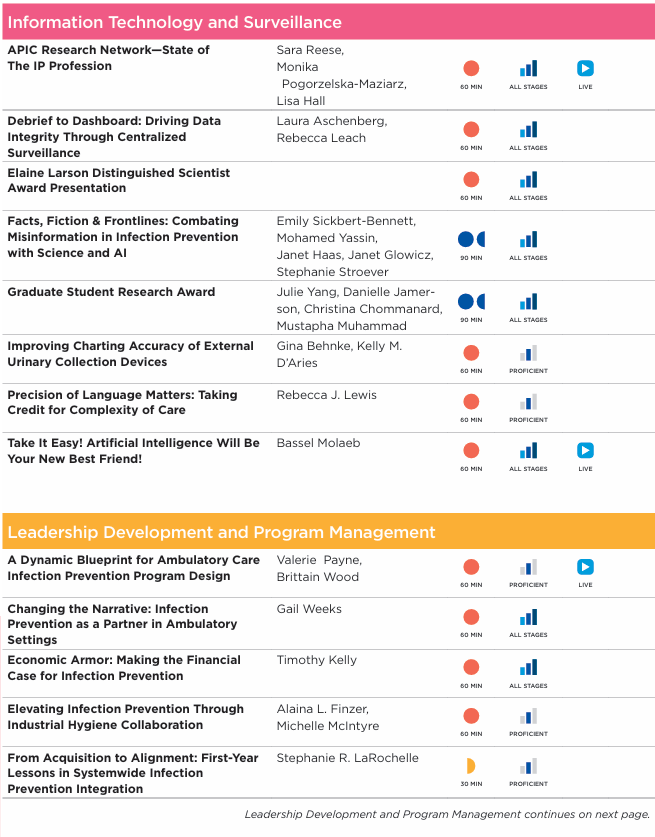 Information Technology and Surveillance
APIC Research Network—State of
The IP Profession
Sara Reese,
Monika
Pogorzelska-Maziarz,
Lisa Hall
60 MIN
ALL STAGES
LIVE
Debrief to Dashboard: Driving Data
Integrity Through Centralized
Surveillance
Laura Aschenberg,
Rebecca Leach
60 MIN
ALL STAGES
Elaine Larson Distinguished Scientist
Award Presentation
60 MIN
ALL STAGES
Facts, Fiction & Frontlines: Combating
Misinformation in Infection Prevention
with Science and AI
Emily Sickbert-Bennett,
Mohamed Yassin,
Janet Haas, Janet Glowicz,
Stephanie Stroever
90 MIN
ALL STAGES
Graduate Student Research Award
Julie Yang, Danielle Jamer-
son, Christina Chommanard,
Mustapha Muhammad
90 MIN
ALL STAGES
Improving Charting Accuracy of External
Urinary Collection Devices
Gina Behnke, Kelly M.
D’Aries
60 MIN
PROFICIENT
Precision of Language Matters: Taking
Credit for Complexity of Care
Rebecca J. Lewis
60 MIN
PROFICIENT
Take It Easy! Artificial Intelligence Will Be
Your New Best Friend!
Bassel Molaeb
60 MIN
ALL STAGES
LIVE
Leadership Development and Program Management
A Dynamic Blueprint for Ambulatory Care
Infection Prevention Program Design
Valerie Payne,
Brittain Wood
60 MIN
PROFICIENT
LIVE
Changing the Narrative: Infection
Prevention as a Partner in Ambulatory
Settings
Gail Weeks
60 MIN
ALL STAGES
Economic Armor: Making the Financial
Case for Infection Prevention
Timothy Kelly
60 MIN
ALL STAGES
Elevating Infection Prevention Through
Industrial Hygiene Collaboration
Alaina L. Finzer,
Michelle McIntyre
60 MIN
PROFICIENT
From Acquisition to Alignment: First-Year
Lessons in Systemwide Infection
Prevention Integration
Stephanie R. LaRochelle
30 MIN
PROFICIENT
Leadership Development and Program Management continues on next page.